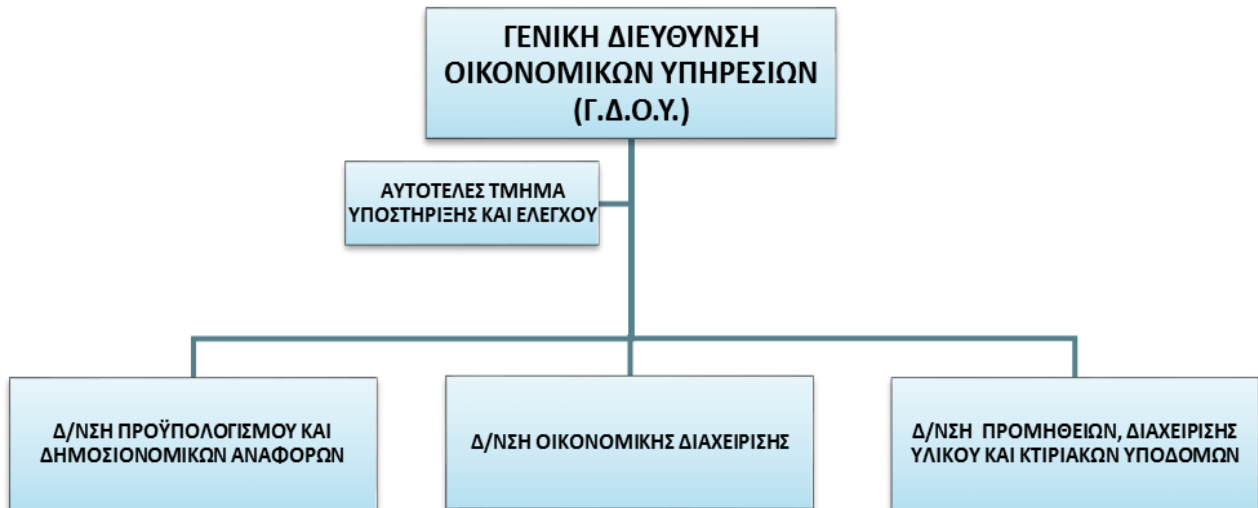 ΓΕΝΙΚΗ ΔΙΕΥΘΥΝΣΗ
ΟΙΚΟΝΟΜΙΚΩΝ ΥΠΗΡΕΣΙΩΝ
(Γ.Δ.Ο.Υ.)
ΑΥΤΟΤΕΛΕΣ ΤΜΗΜΑ
ΥΠΟΣΤΗΡΙΞΗΣ ΚΑΙ ΕΛΕΓΧΟΥ
Δ/ΝΣΗ ΠΡΟΫΠΟΛΟΓΙΣΜΟΥ ΚΑΙ
ΔΗΜΟΣΙΟΝΟΜΙΚΩΝ ΑΝΑΦΟΡΩΝ
Δ/ΝΣΗ ΟΙΚΟΝΟΜΙΚΗΣ ΔΙΑΧΕΙΡΙΣΗΣ
Δ/ΝΣΗ ΠΡΟΜΗΘΕΙΩΝ, ΔΙΑΧΕΙΡΙΣΗΣ
ΥΛΙΚΟΥ ΚΑΙ ΚΤΙΡΙΑΚΩΝ ΥΠΟΔΟΜΩΝ